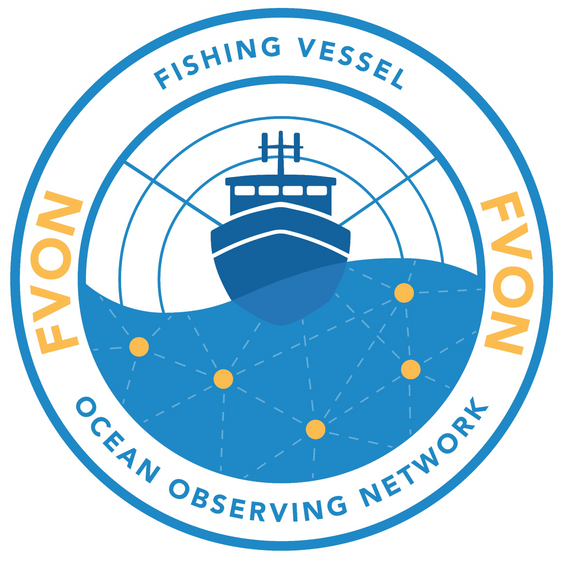 FISHING VESSEL
FVON
FVON
OCEAN OBSERVING NETWORK